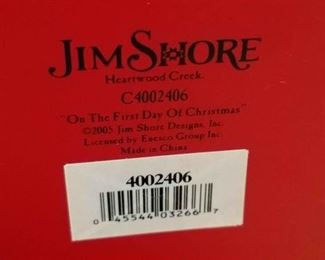 JIM SHORE
Heartwood Creek.
C4002406
"On The First Day Of Christmas"
©2005 Jim Shore Designs, Inc.
Licensed by Enesco Group Inc.
Made in China
4002406
0 45544 03266 7